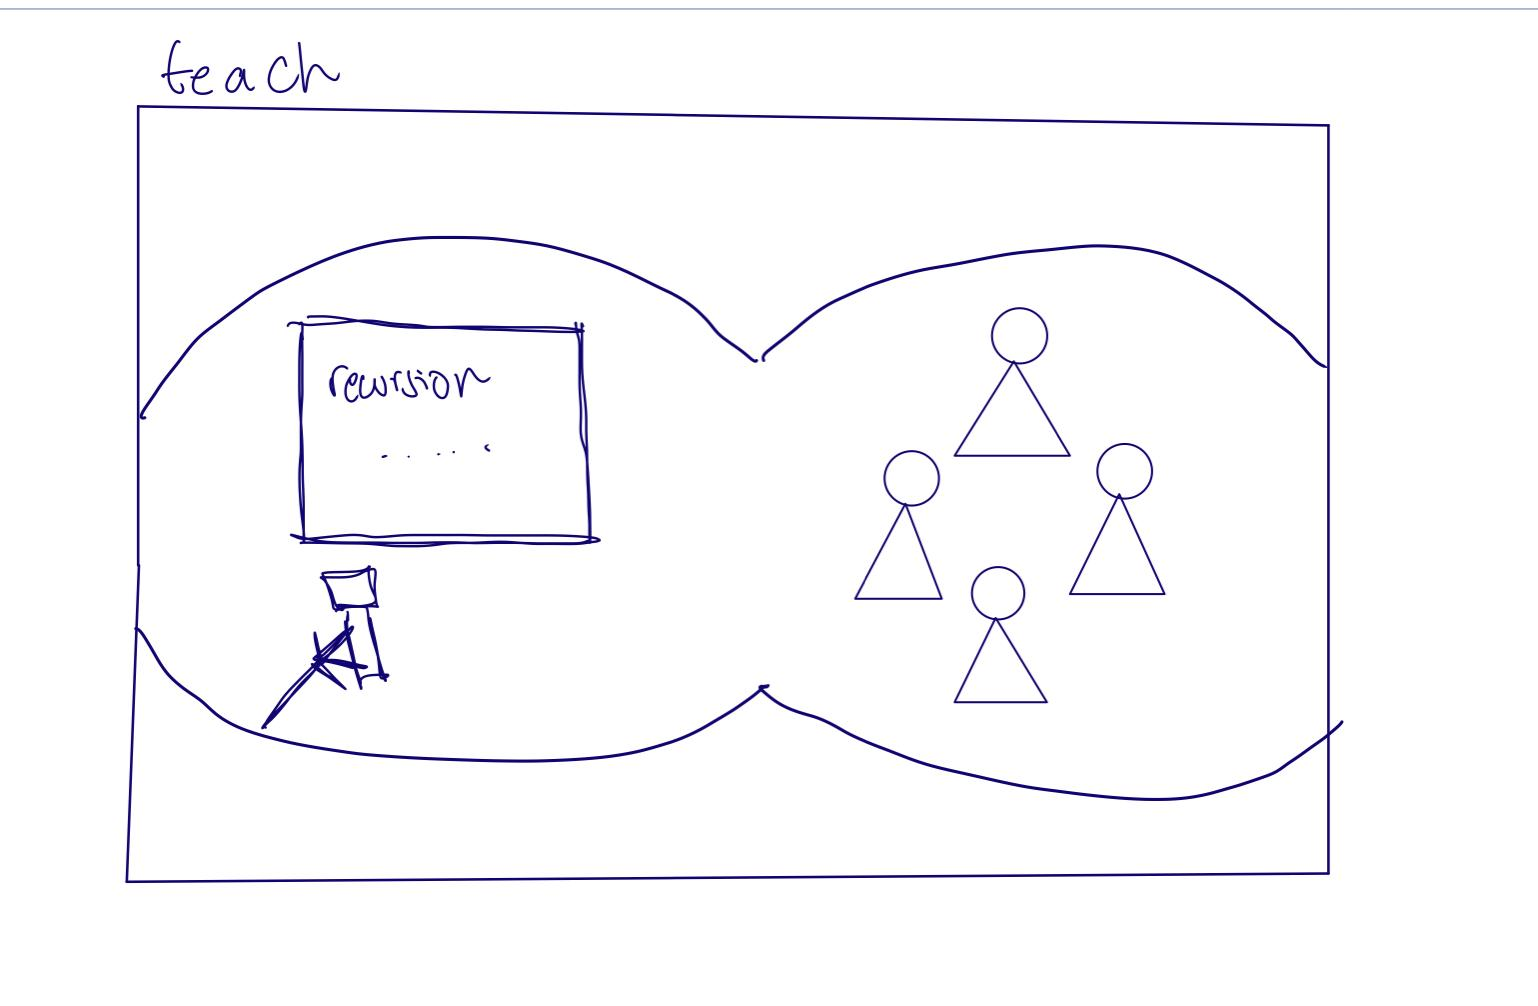 teach
recursion
.....